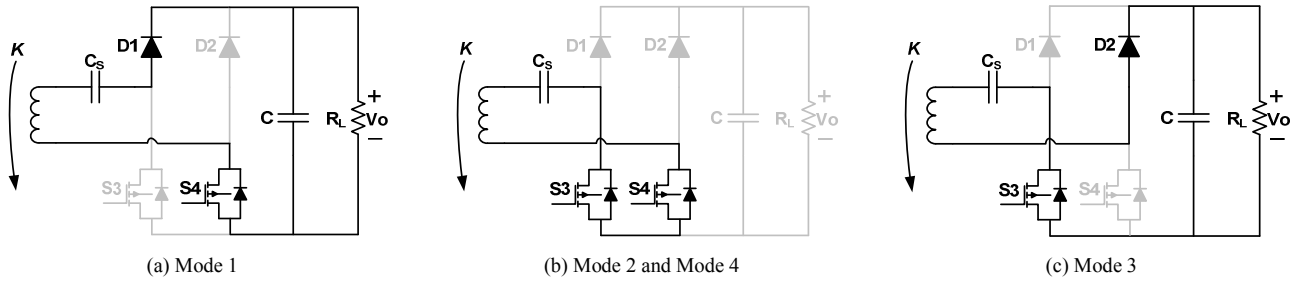 K
D1
D2
Cs
C
RL
+
Vo
−
S3
S4
(a) Mode 1
K
D1
D2
Cs
C
RL
+
Vo
−
S3
S4
(b) Mode 2 and Mode 4
K
D1
D2
Cs
C
RL
+
Vo
−
S3
S4
(c) Mode 3